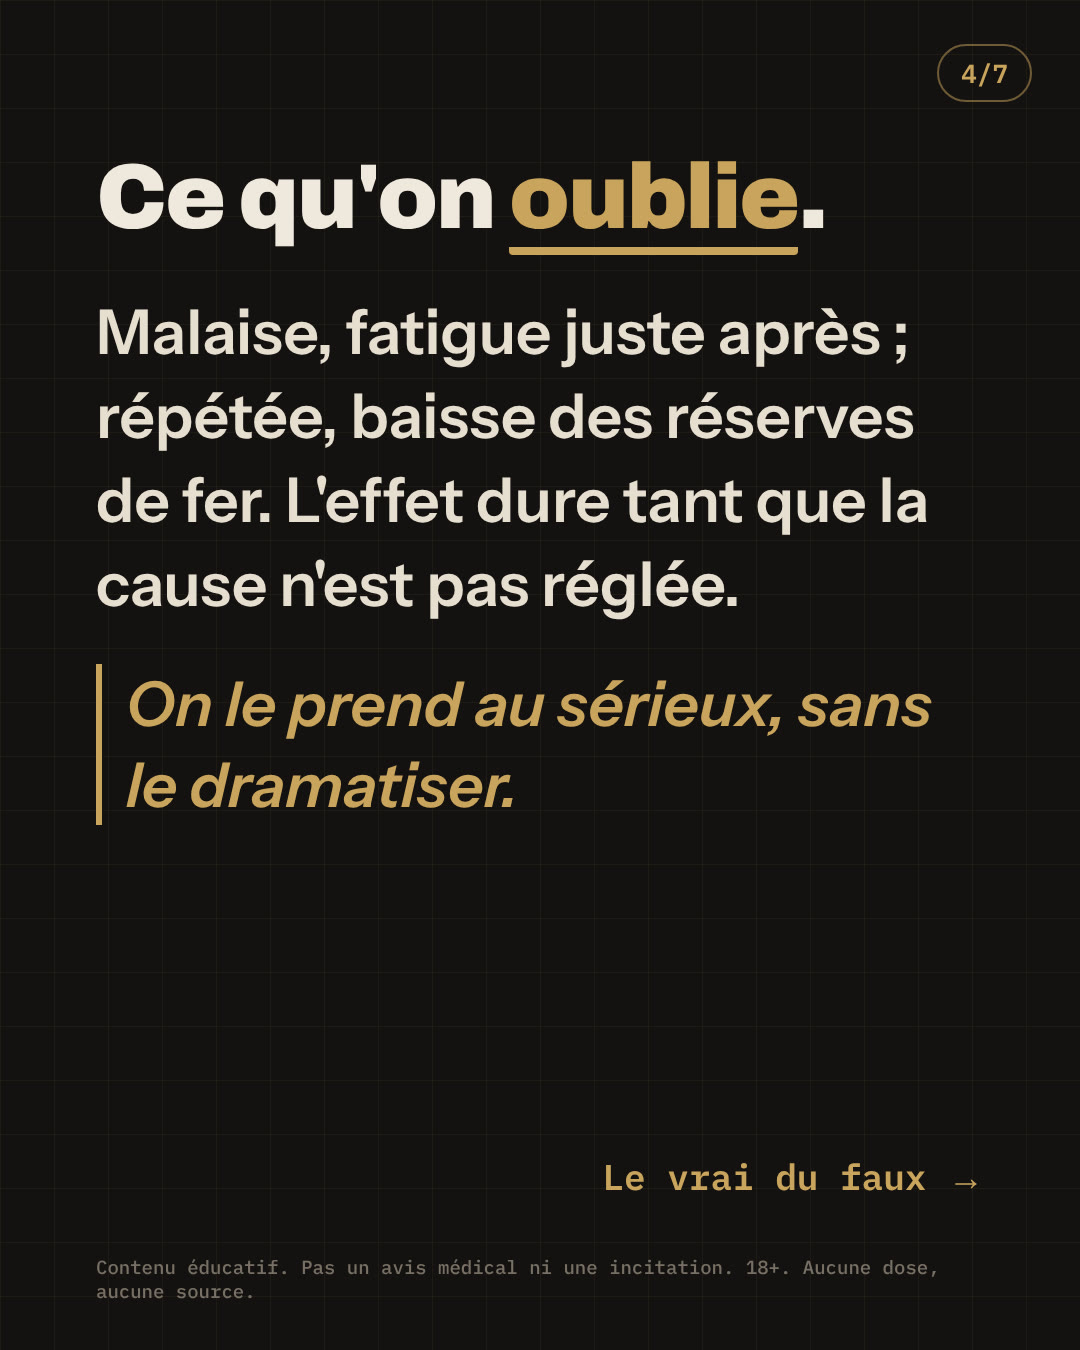 4/7
Ce qu'on oublie.
Malaise, fatigue juste après ;
répétée, baisse des réserves
de fer. L'effet dure tant que la
cause n'est pas réglée.
On le prend au sérieux, sans
le dramatiser.
Le vrai du faux →
Contenu éducatif. Pas un avis médical ni une incitation. 18+. Aucune dose,
aucune source.